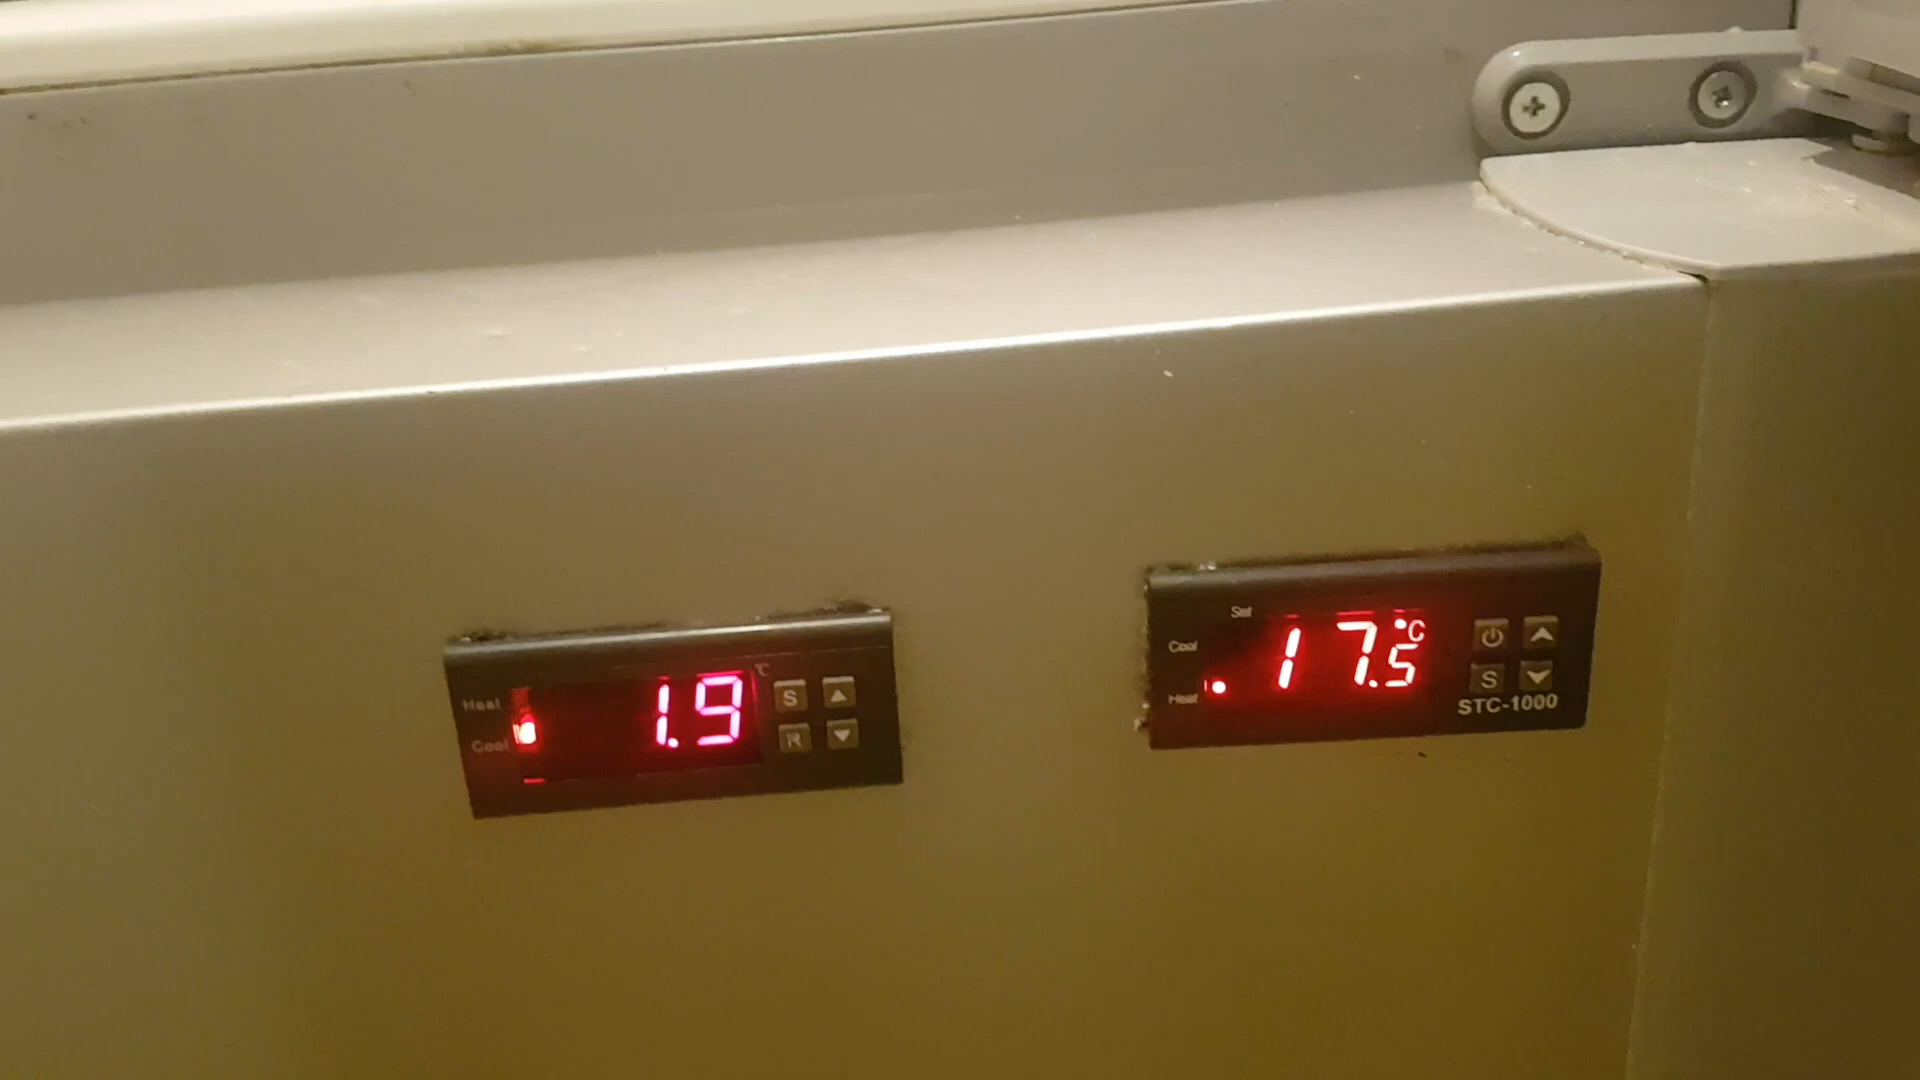 Heat
Cool
1.9
℃
S
R
Set
Cool
Heat
17.5
°C
S
STC-1000